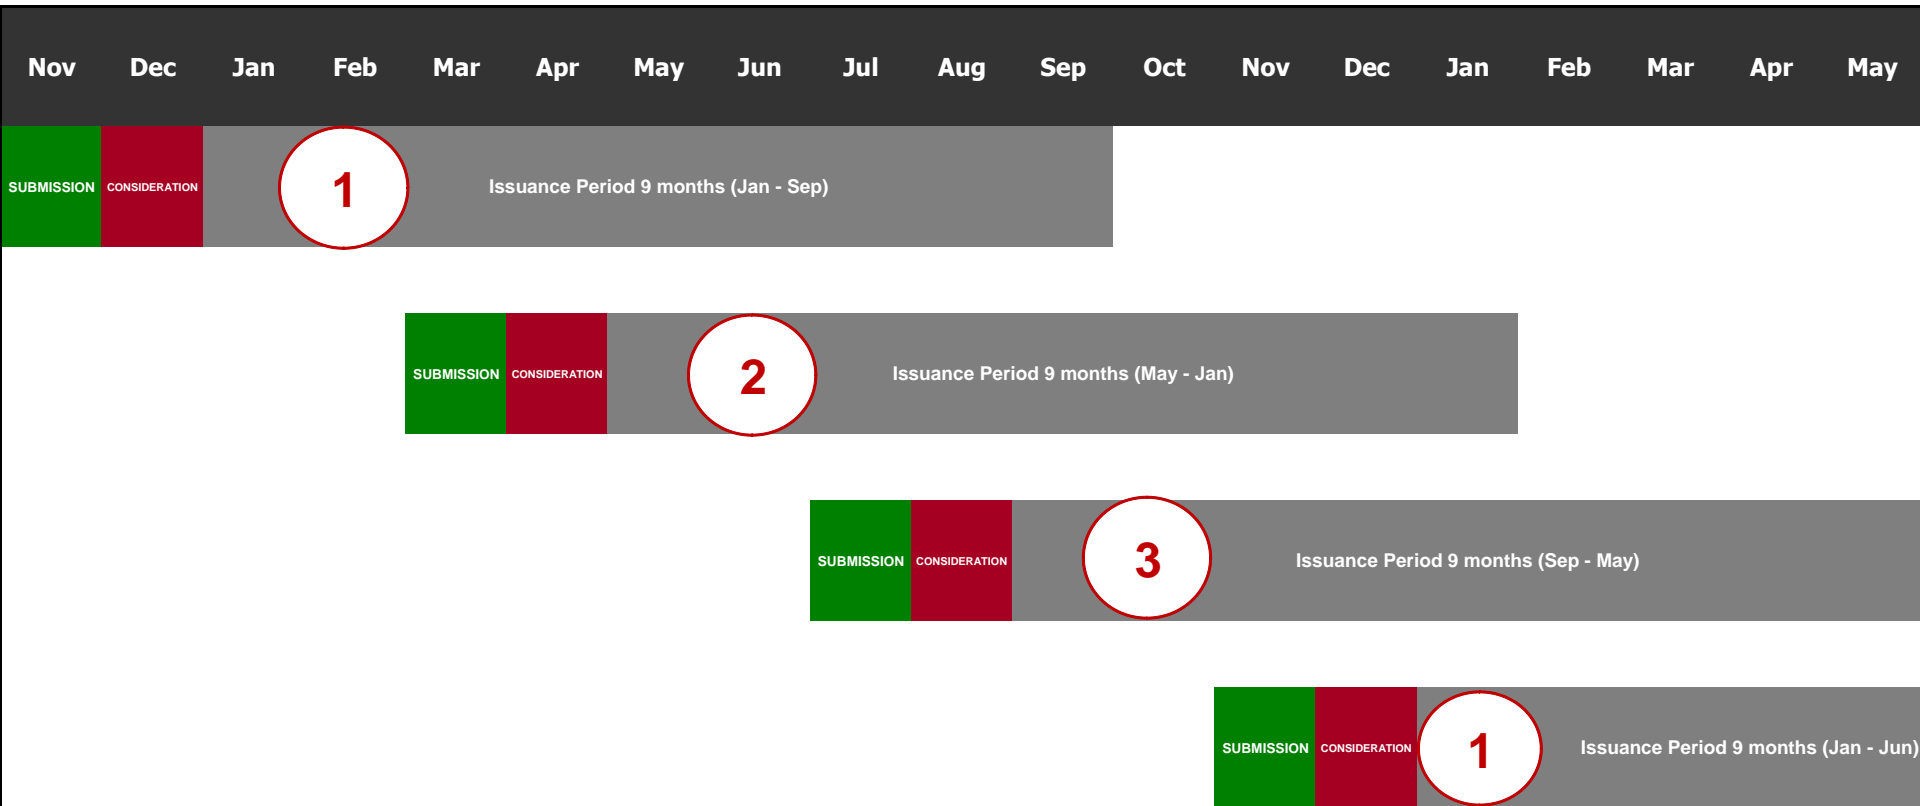 Nov Dec Jan Feb Mar Apr May Jun Jul Aug Sep Oct Nov Dec Jan Feb Mar Apr May
SUBMISSION CONSIDERATION 1 Issuance Period 9 months (Jan - Sep)
SUBMISSION CONSIDERATION 2 Issuance Period 9 months (May - Jan)
SUBMISSION CONSIDERATION 3 Issuance Period 9 months (Sep - May)
SUBMISSION CONSIDERATION 1 Issuance Period 9 months (Jan - Jun)